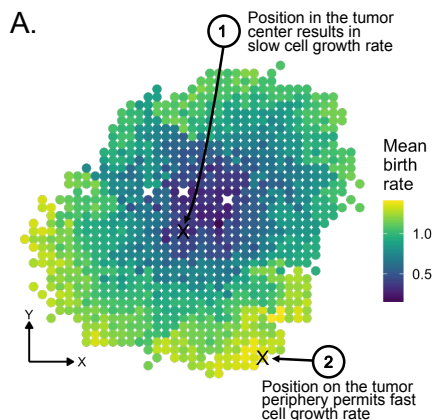 A.
1
Position in the tumor
center results in
slow cell growth rate
Mean
birth
rate
1.0
0.5
X
X
Y
X
2
Position on the tumor
periphery permits fast
cell growth rate